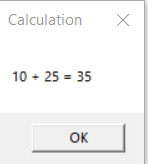 Calculation
10 + 25 = 35
OK